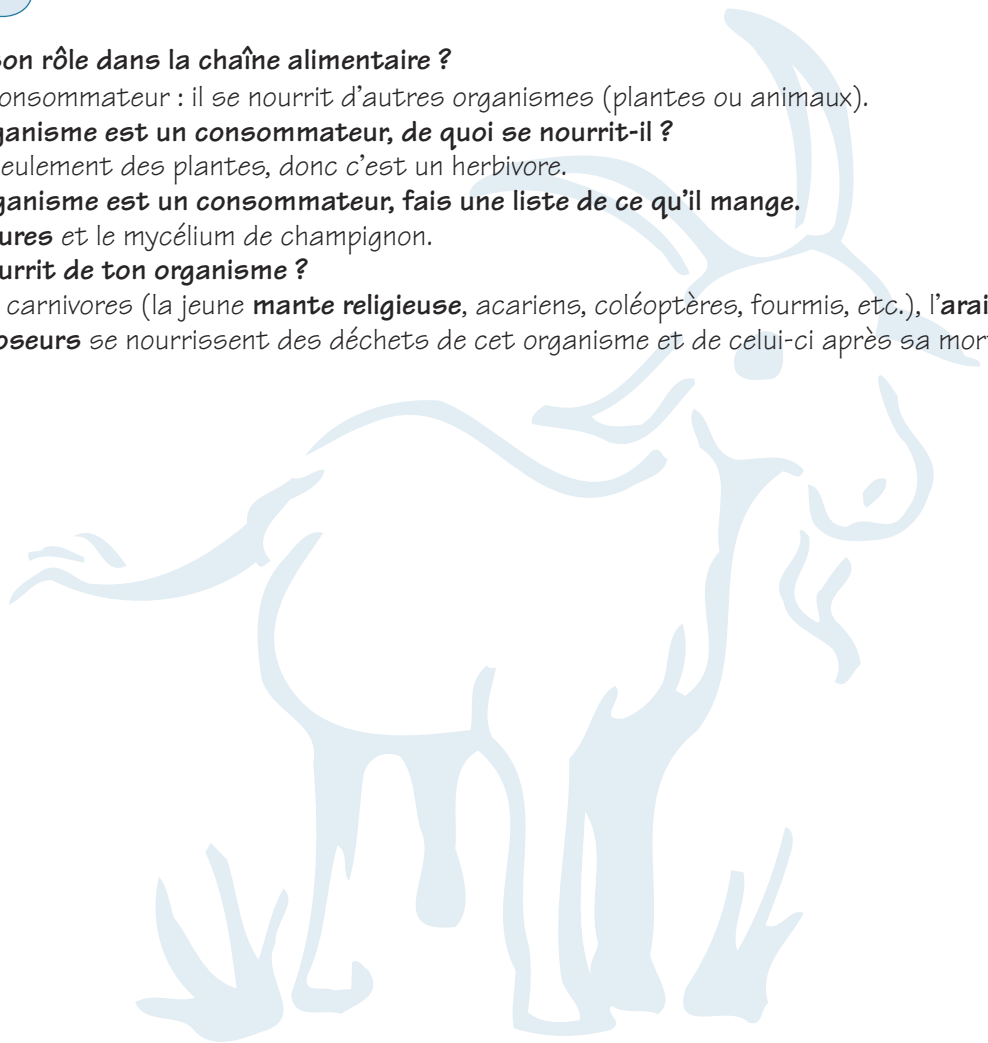 son rôle dans la chaîne alimentaire ?
onsommateur : il se nourrit d’autres organismes (plantes ou animaux).
ganisme est un consommateur, de quoi se nourrit-il ?
eulement des plantes, donc c’est un herbivore.
ganisme est un consommateur, fais une liste de ce qu’il mange.
ures et le mycélium de champignon.
urrit de ton organisme ?
carnivores (la jeune mante religieuse, acariens, coléoptères, fourmis, etc.), l’arai
oseurs se nourrissent des déchets de cet organisme et de celui-ci après sa mor